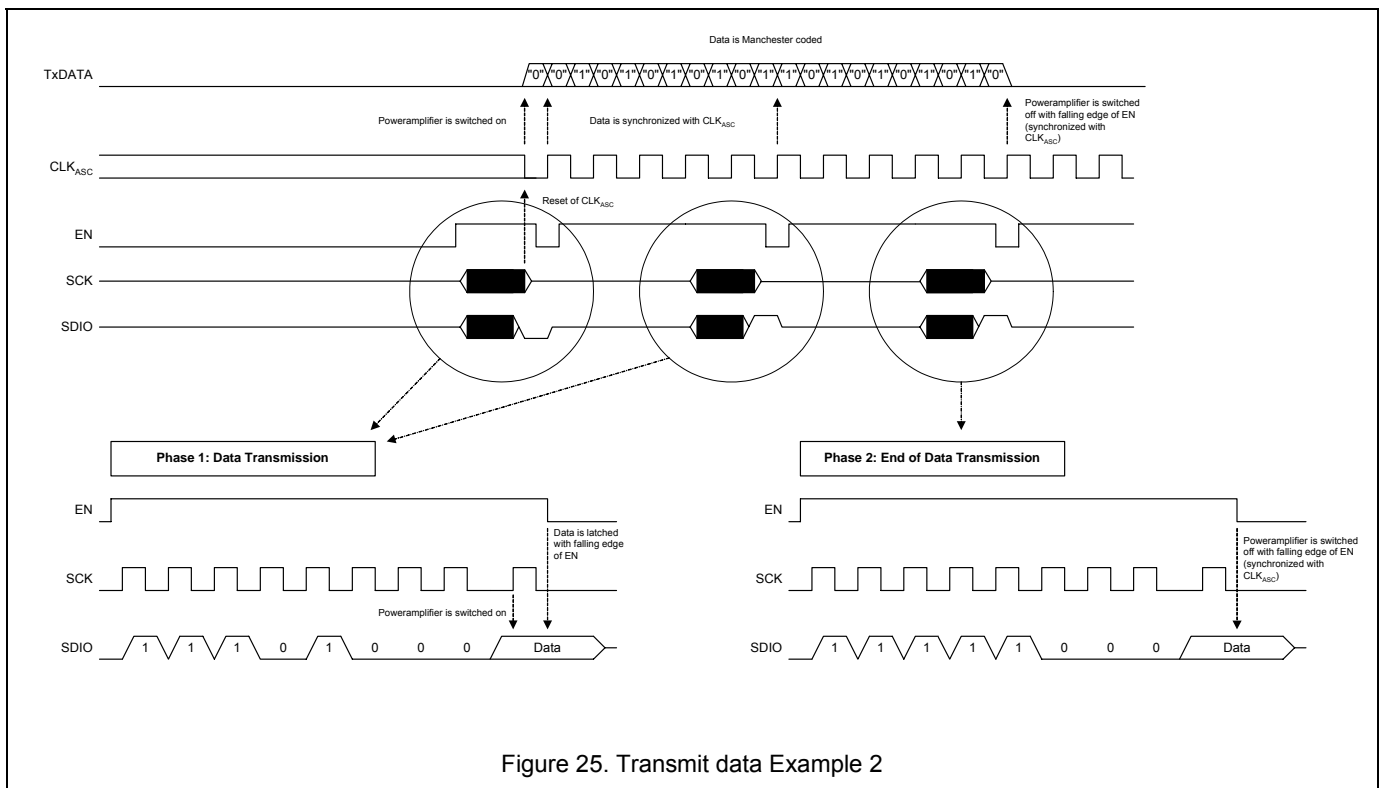 Data is Manchester coded
TxDATA
"0" "0" "1" "0" "1" "0" "1" "0" "1" "0" "1" "1" "0" "1" "0" "1" "0" "1" "0" "1" "0"
Poweramplifier is switched on
Data is synchronized with CLKASC
Poweramplifier is switched
off with falling edge of EN
(synchronized with
CLKASC)
CLKASC
Reset of CLKASC
EN
SCK
SDIO
Phase 1: Data Transmission
Phase 2: End of Data Transmission
EN
Data is latched
with falling edge
of EN
SCK
Poweramplifier is switched on
SDIO
1 1 1 0 1 0 0 0 Data
EN
Poweramplifier is switched
off with falling edge of EN
(synchronized with
CLKASC)
SCK
SDIO
1 1 1 1 1 0 0 0 Data
Figure 25. Transmit data Example 2